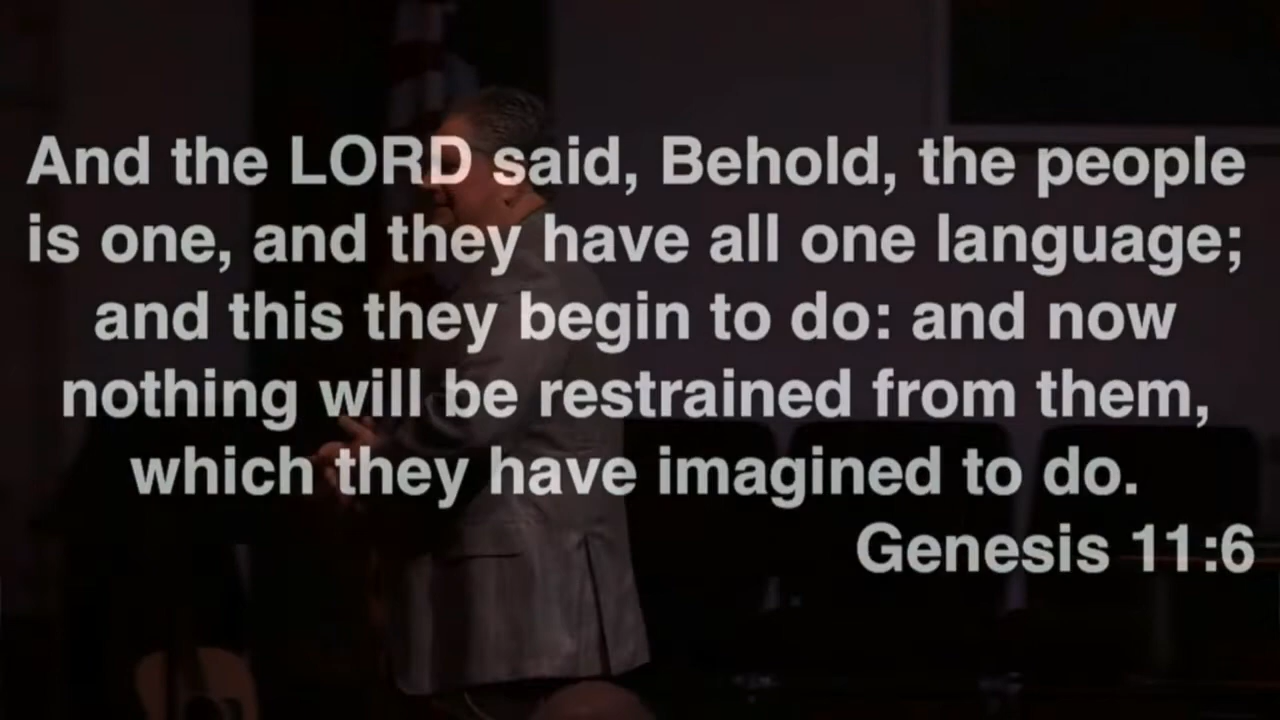 And the LORD said, Behold, the people
is one, and they have all one language;
and this they begin to do: and now
nothing will be restrained from them,
which they have imagined to do.
Genesis 11:6